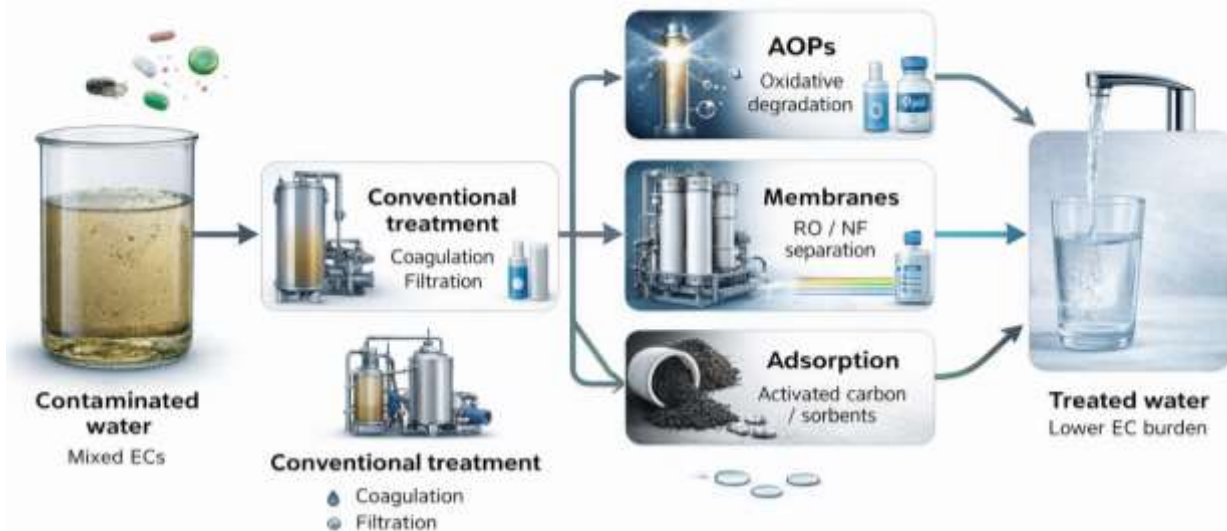 Contaminated
water
Mixed ECs
Conventional
treatment
Coagulation
Filtration
Conventional treatment
Coagulation
Filtration
AOPs
Oxidative
degradation
Membranes
RO / NF
separation
Adsorption
Activated carbon
/ sorbents
Treated water
Lower EC burden